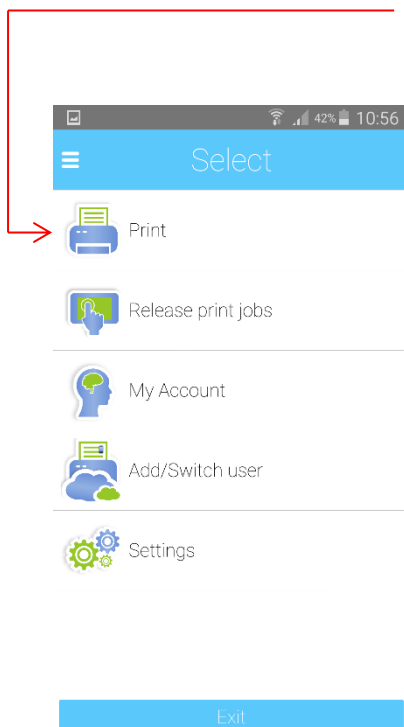 42% 10:56
Select
Print
Release print jobs
My Account
Add/Switch user
Settings
Exit